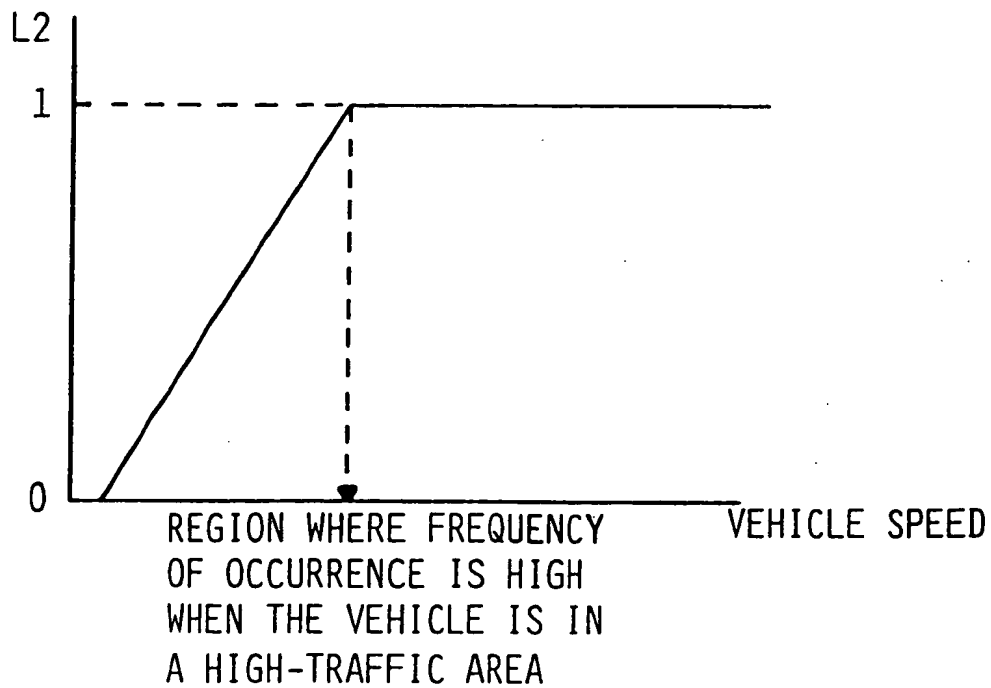 L2
1
0
VEHICLE SPEED
REGION WHERE FREQUENCY
OF OCCURRENCE IS HIGH
WHEN THE VEHICLE IS IN
A HIGH-TRAFFIC AREA